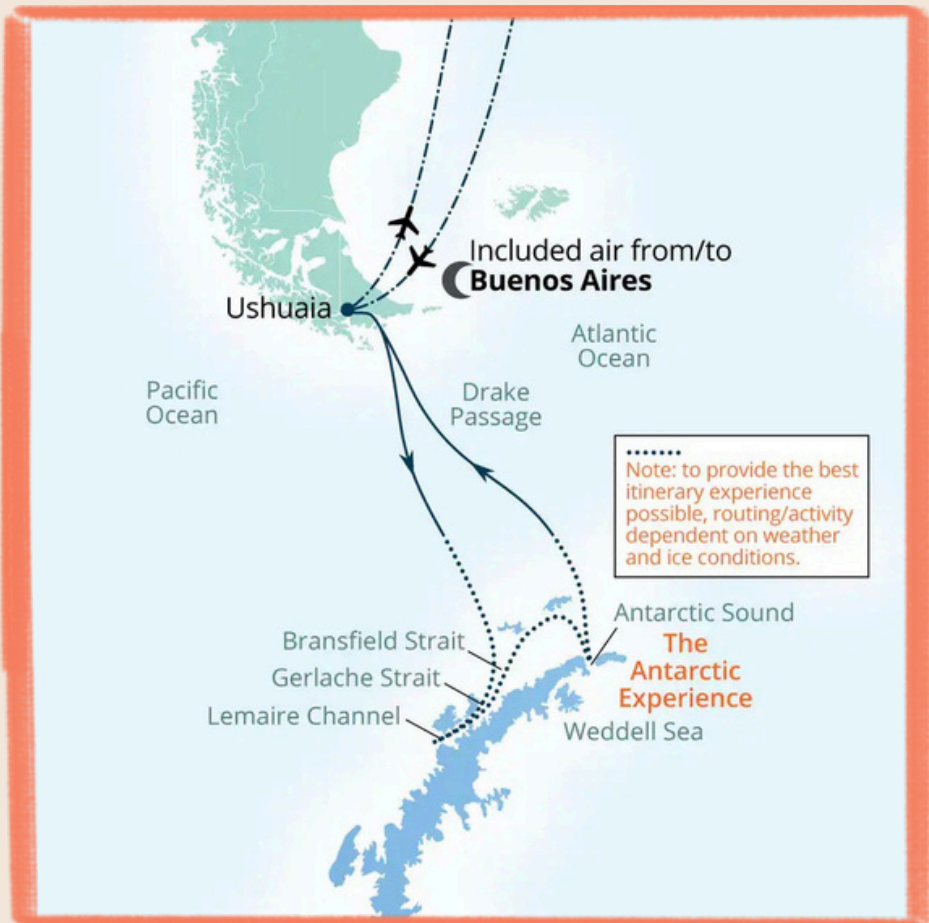 Included air from/to
Buenos Aires
Ushuaia
Atlantic
Ocean
Pacific
Ocean
Drake
Passage
Note: to provide the best
itinerary experience
possible, routing/activity
dependent on weather
and ice conditions.
Antarctic Sound
The
Antarctic
Experience
Bransfield Strait
Gerlache Strait
Lemaire Channel
Weddell Sea